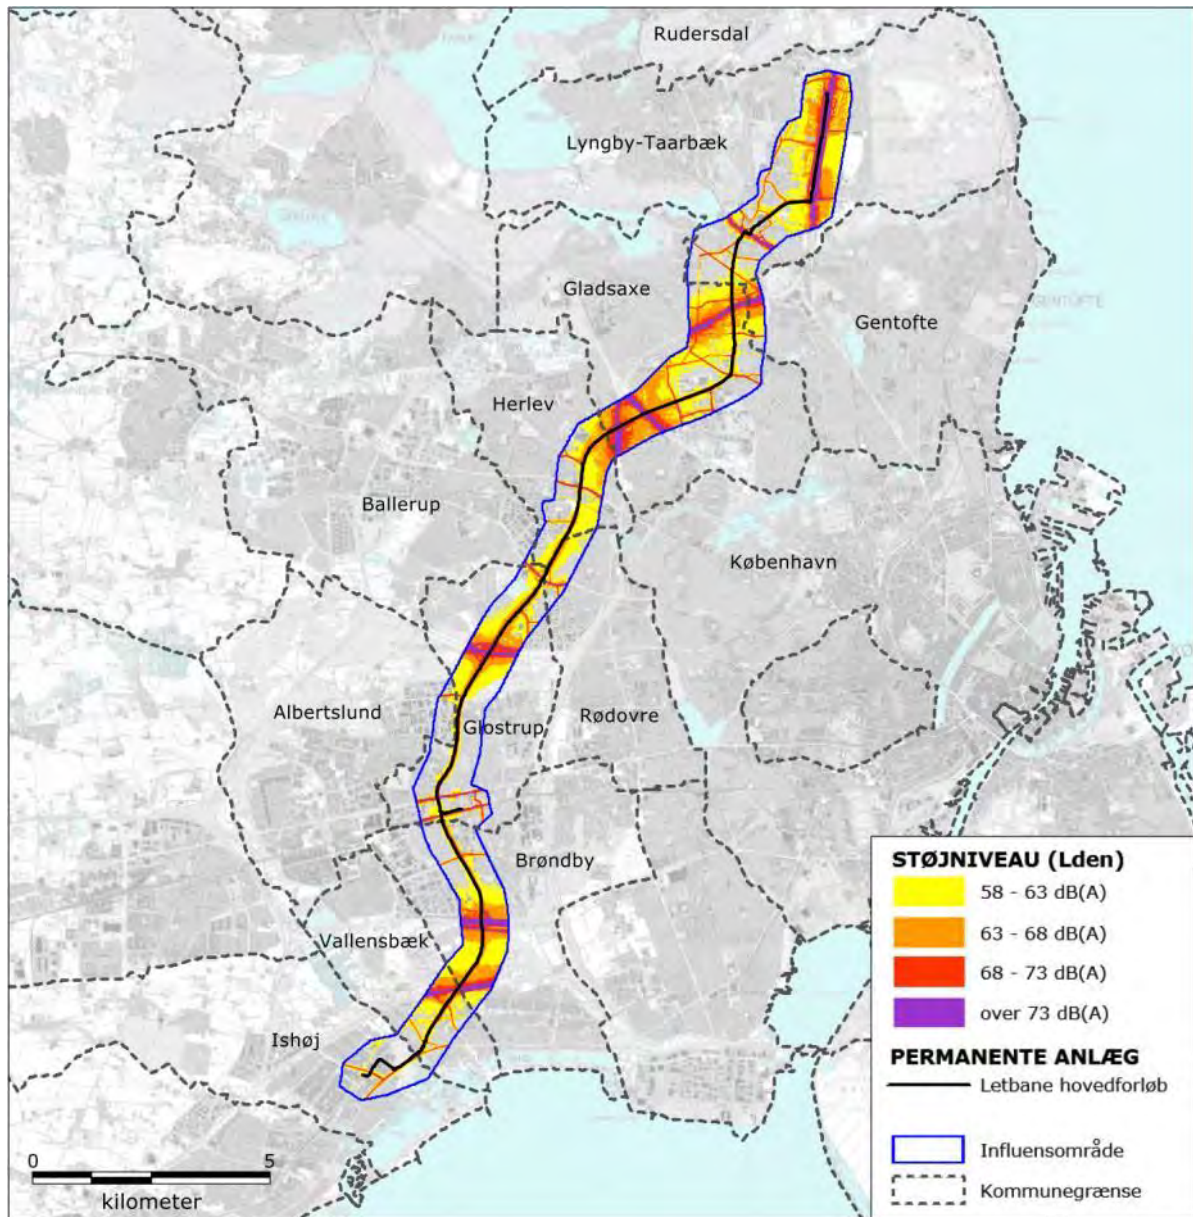 Rudersdal
Lyngby-Taarbæk
Gladsaxe
Gentofte
GENTOFTE
Herlev
Ballerup
København
Albertslund
Glostrup
Rødovre
Brøndby
Vallensbæk
Ishøj
STØJNIVEAU (Lden)
58 - 63 dB(A)
63 - 68 dB(A)
68 - 73 dB(A)
over 73 dB(A)
PERMANENTE ANLÆG
Letbane hovedforløb
Influensområde
Kommunegrænse
0 5
kilometer